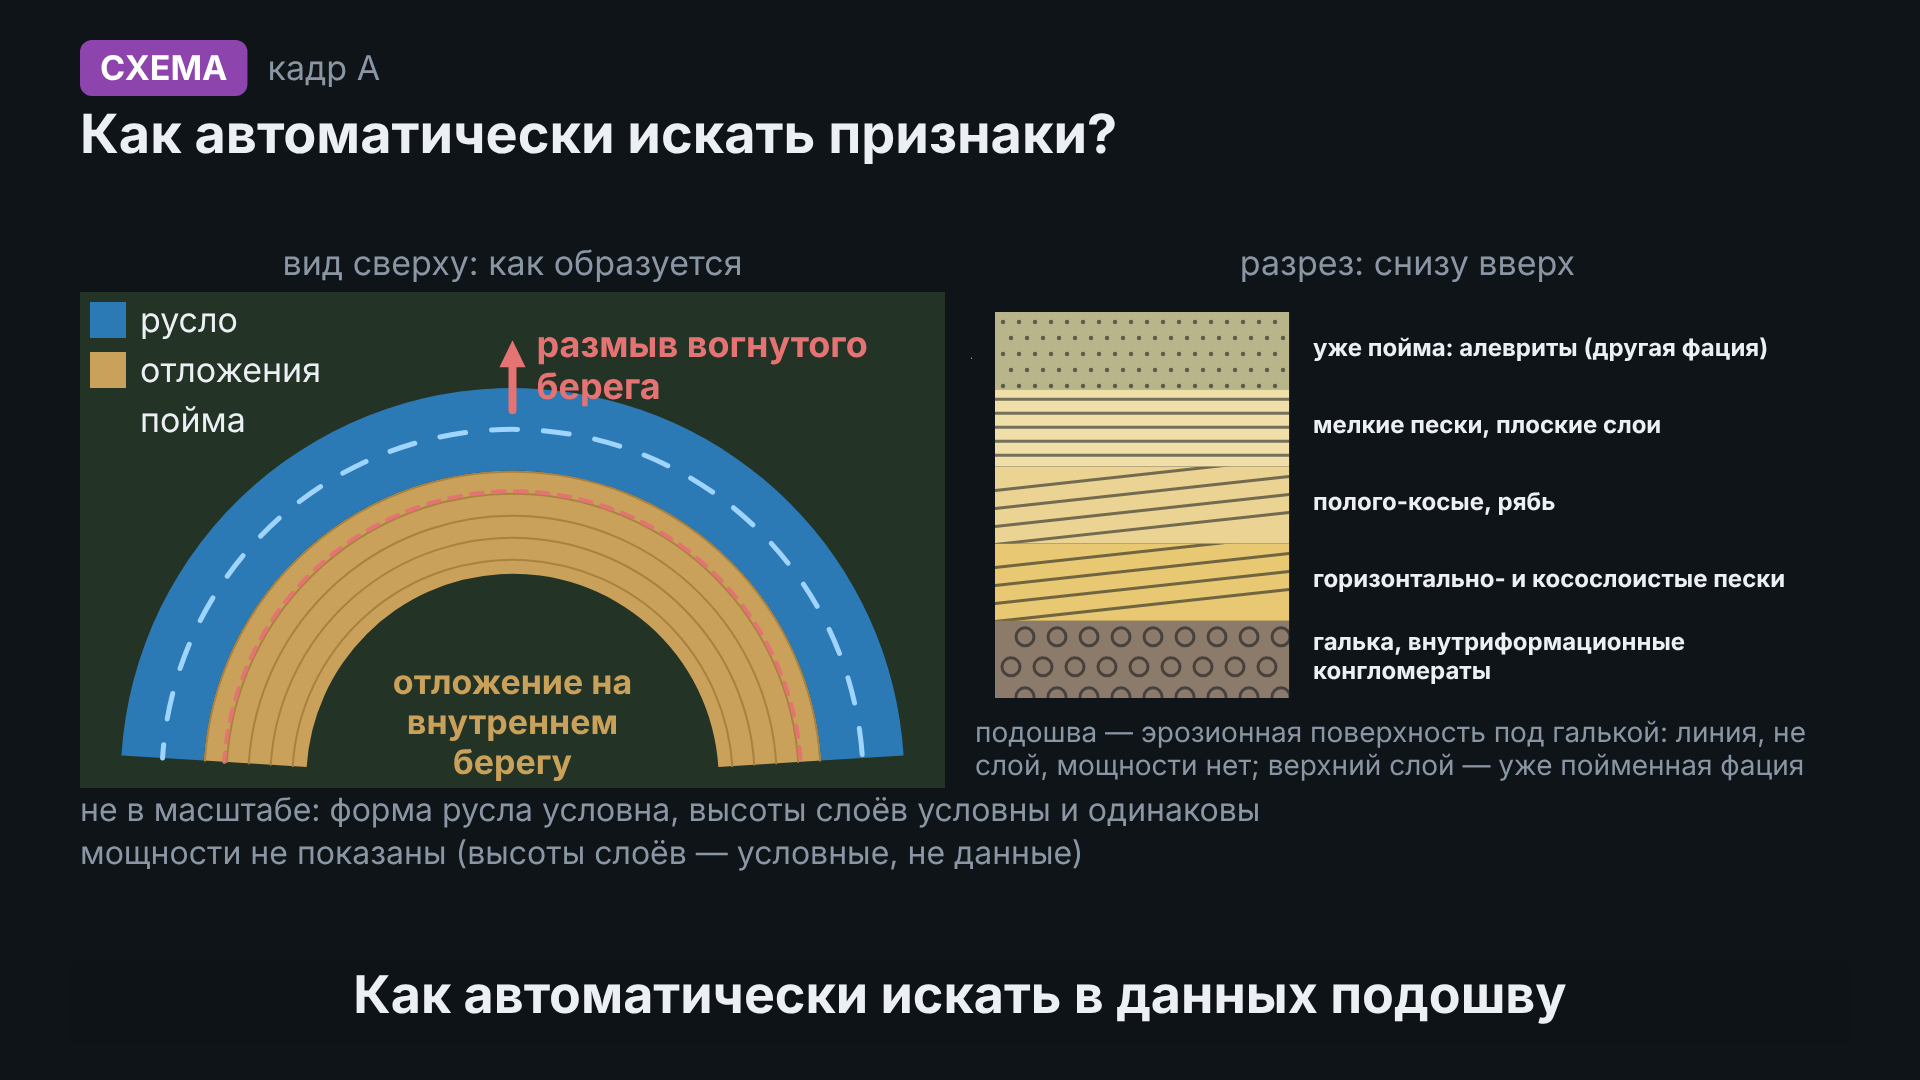 СХЕМА кадр А
Как автоматически искать признаки?
вид сверху: как образуется
русло
отложения
пойма
размыв вогнутого
берега
отложение на
внутреннем
берегу
разрез: снизу вверх
уже пойма: алевриты (другая фация)
мелкие пески, плоские слои
полого-косые, рябь
горизонтально- и косослоистые пески
галька, внутриформационные
конгломераты
подошва — эрозионная поверхность под галькой: линия, не
слой, мощности нет; верхний слой — уже пойменная фация
не в масштабе: форма русла условна, высоты слоёв условны и одинаковы
мощности не показаны (высоты слоёв — условные, не данные)
Как автоматически искать в данных подошву